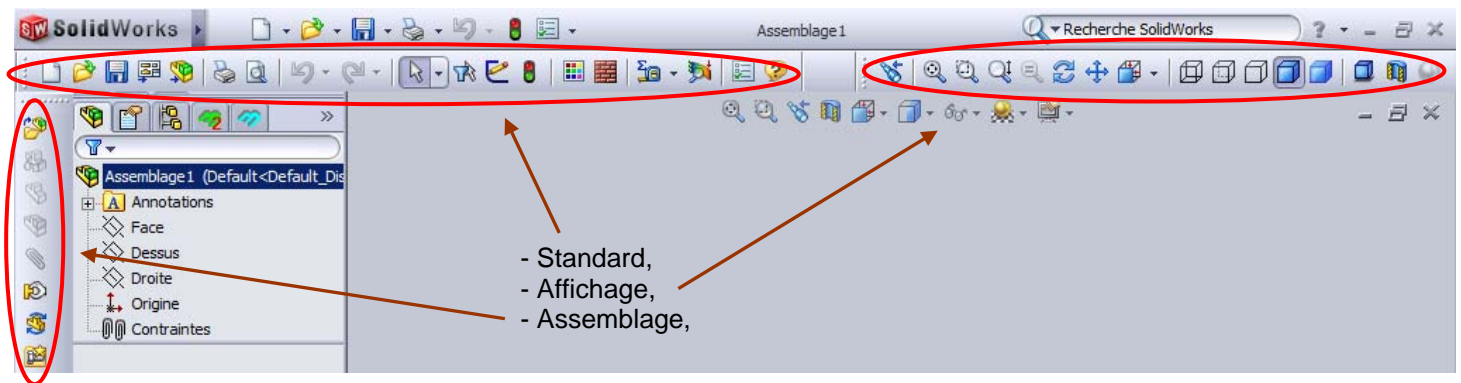 SolidWorks
Assemblage1
Recherche SolidWorks
Assemblage1 (Default<Default_Dis
Annotations
Face
Dessus
Droite
Origine
Contraintes
- Standard,
- Affichage,
- Assemblage,